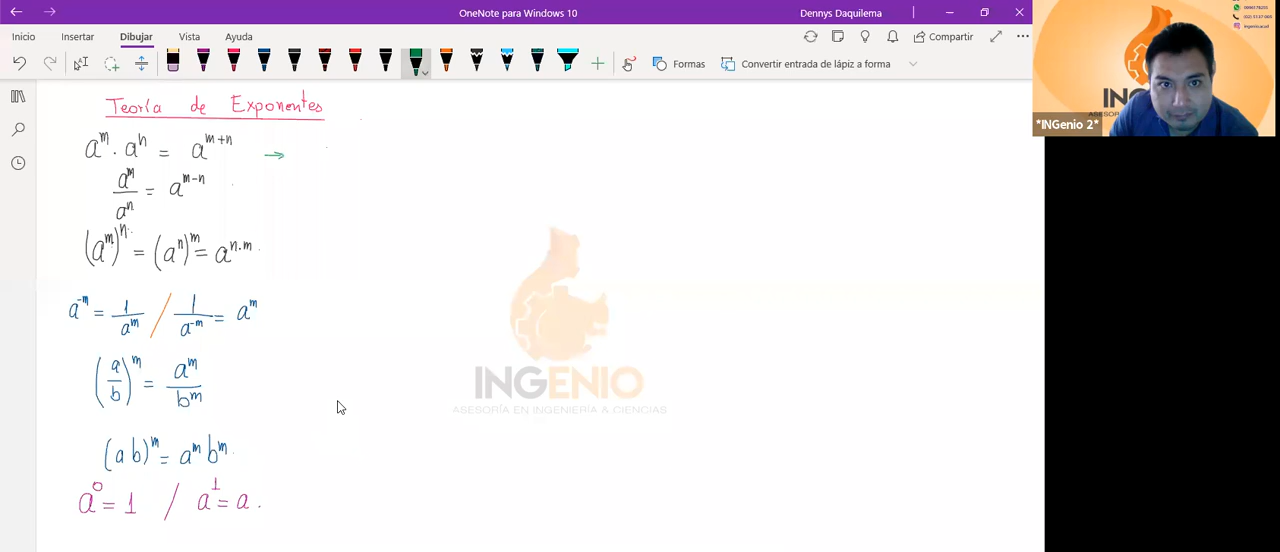 OneNote para Windows 10
Dennys Daquilema
Inicio Insertar Dibujar Vista Ayuda
Compartir
Formas Convertir entrada de lápiz a forma
Teoría de Exponentes
a^m · a^n = a^{m+n} →
a^m / a^n = a^{m-n}
(a^m)^n = (a^n)^m = a^{n·m}
a^{-m} = 1/a^m / 1/a^{-m} = a^m
(a/b)^m = a^m/b^m
(ab)^m = a^m b^m
a^0 = 1 / a^1 = a.
INGENIO
ASESORÍA EN INGENIERÍA & CIENCIAS
*INGenio 2*